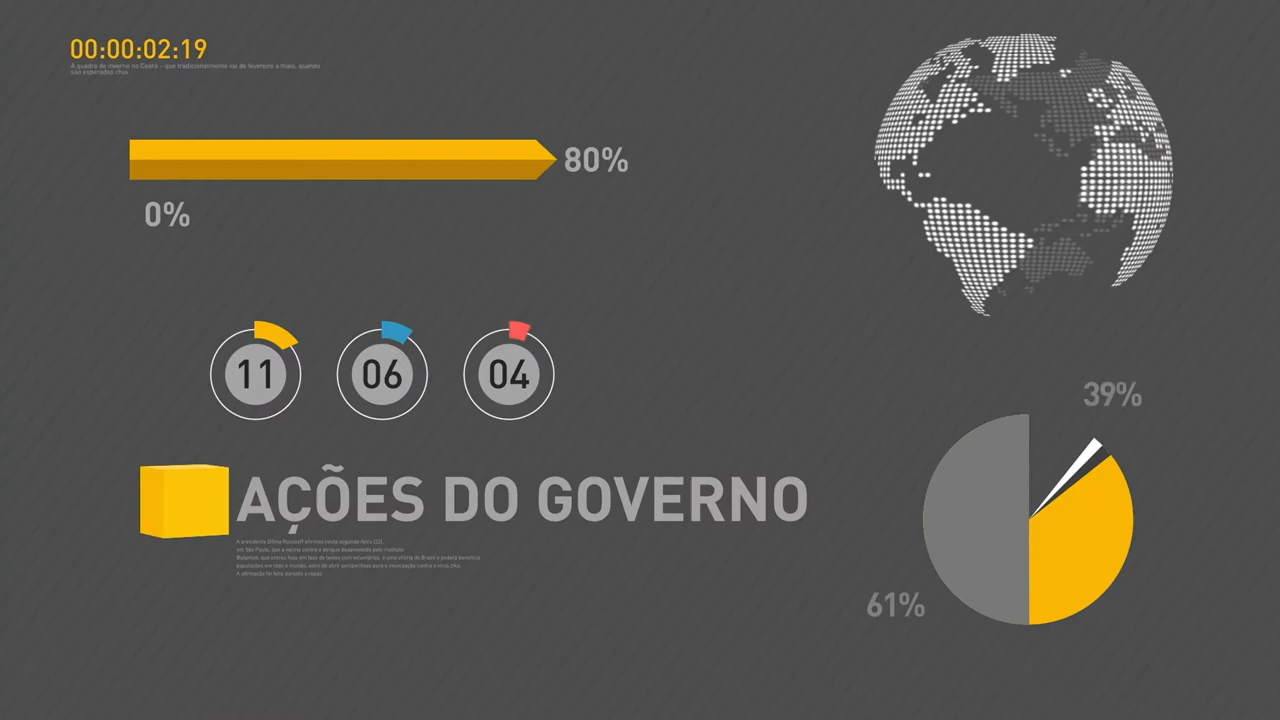 00:00:02:19
A quadra de inverno no Ceará – que tradicionalmente vai de fevereiro a maio, quando
são esperadas chuv
80%
0%
11 06 04
39%
AÇÕES DO GOVERNO
A presidente Dilma Rousseff afirmou nesta segunda-feira (22),
em São Paulo, que a vacina contra a dengue desenvolvida pelo Instituto
Butantan, que entrou hoje em fase de testes com voluntários, é uma vitória do Brasil e poderá beneficiar
populações em todo o mundo, além de abrir perspectivas para a imunização contra o vírus zika.
A afirmação foi feita durante o
61%